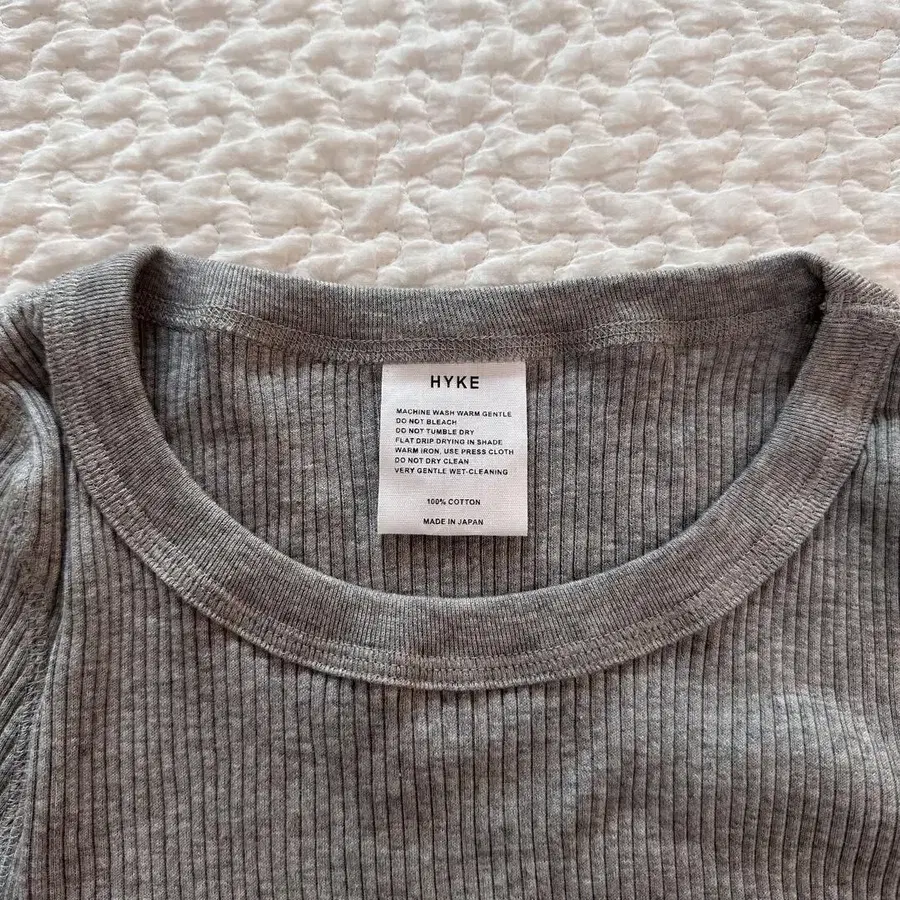 HYKE
MACHINE WASH WARM GENTLE
DO NOT BLEACH
DO NOT TUMBLE DRY
FLAT DRIP DRYING IN SHADE
WARM IRON, USE PRESS CLOTH
DO NOT DRY CLEAN
VERY GENTLE WET-CLEANING
100% COTTON
MADE IN JAPAN